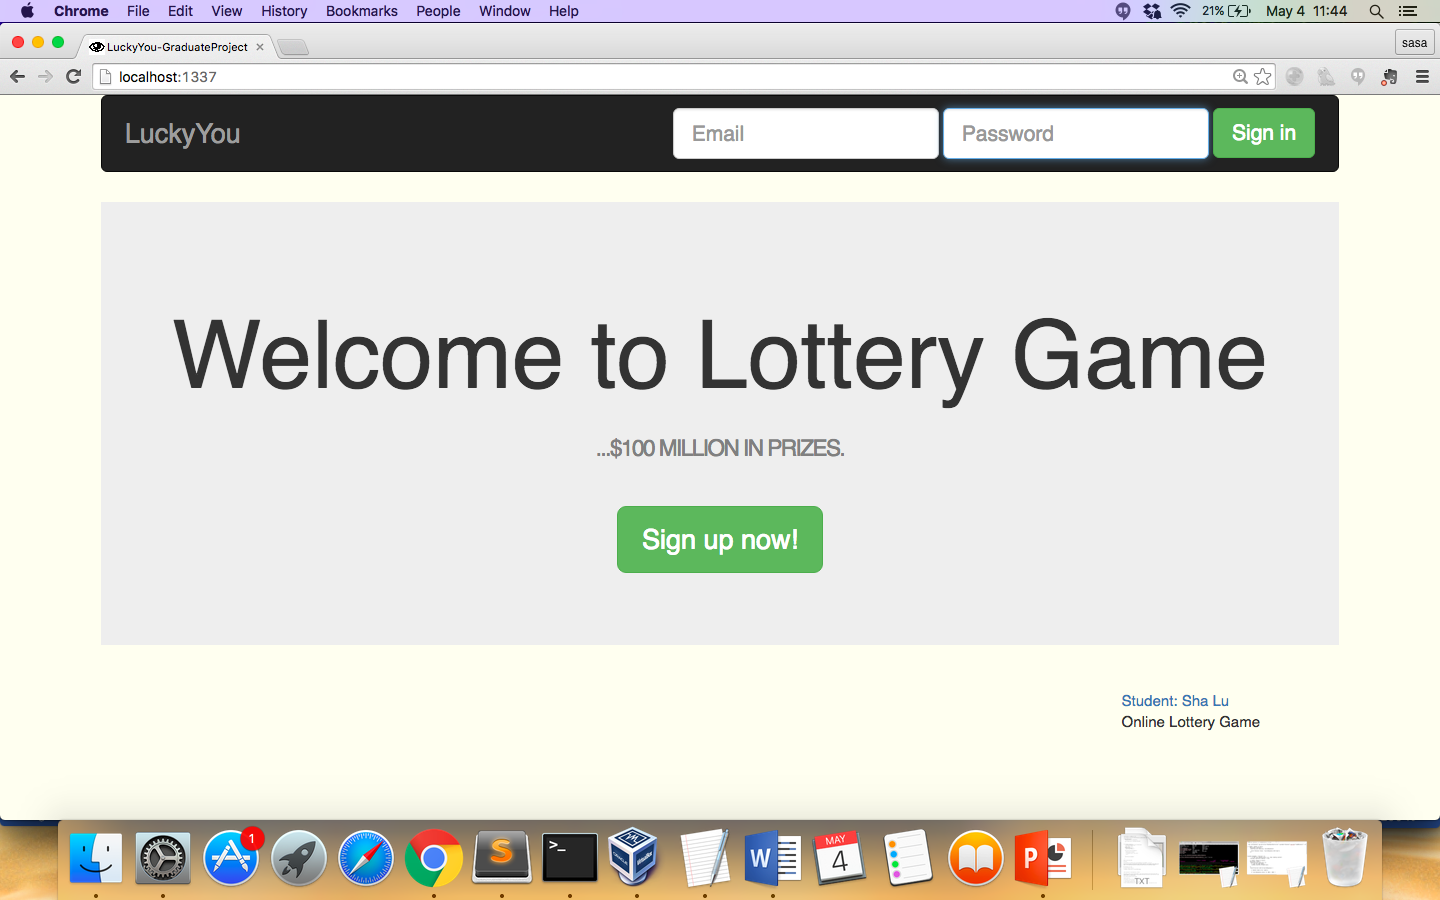 Chrome File Edit View History Bookmarks People Window Help 21% May 4 11:44
LuckyYou-GraduateProject sasa
localhost:1337
LuckyYou Email Password Sign in
Welcome to Lottery Game
...$100 MILLION IN PRIZES.
Sign up now!
Student: Sha Lu
Online Lottery Game
1
>_
S
W
MAY
4
P
TXT